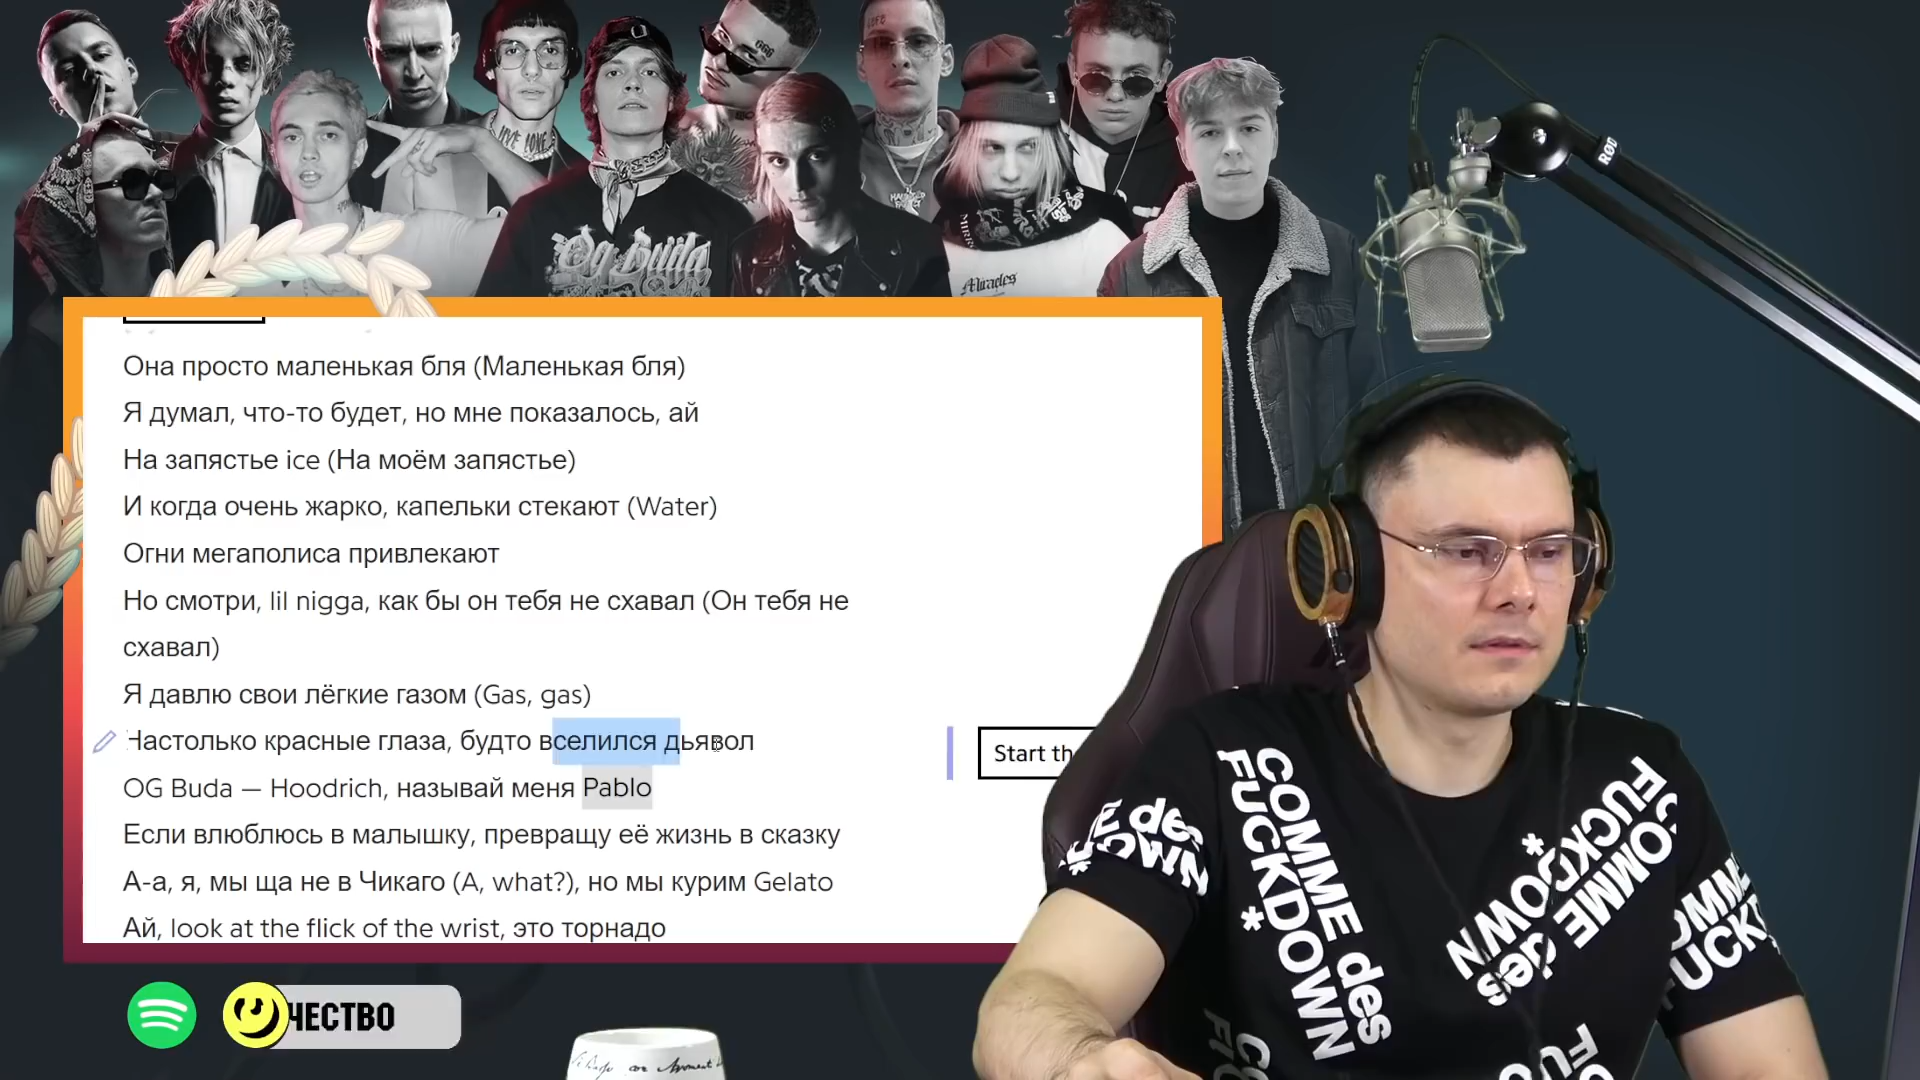 666
Og Buda
Miracles
RØD
Она просто маленькая бля (Маленькая бля)
Я думал, что-то будет, но мне показалось, ай
На запястье ice (На моём запястье)
И когда очень жарко, капельки стекают (Water)
Огни мегаполиса привлекают
Но смотри, lil nigga, как бы он тебя не схавал (Он тебя не
схавал)
Я давлю свои лёгкие газом (Gas, gas)
Настолько красные глаза, будто вселился дьявол
Start th
OG Buda — Hoodrich, называй меня Pablo
Если влюблюсь в малышку, превращу её жизнь в сказку
А-а, я, мы ща не в Чикаго (А, what?), но мы курим Gelato
Ай, look at the flick of the wrist, это торнадо
COMME des
FUCKDOWN
COMME
FUCKDOWN
des
ЧЕСТВО